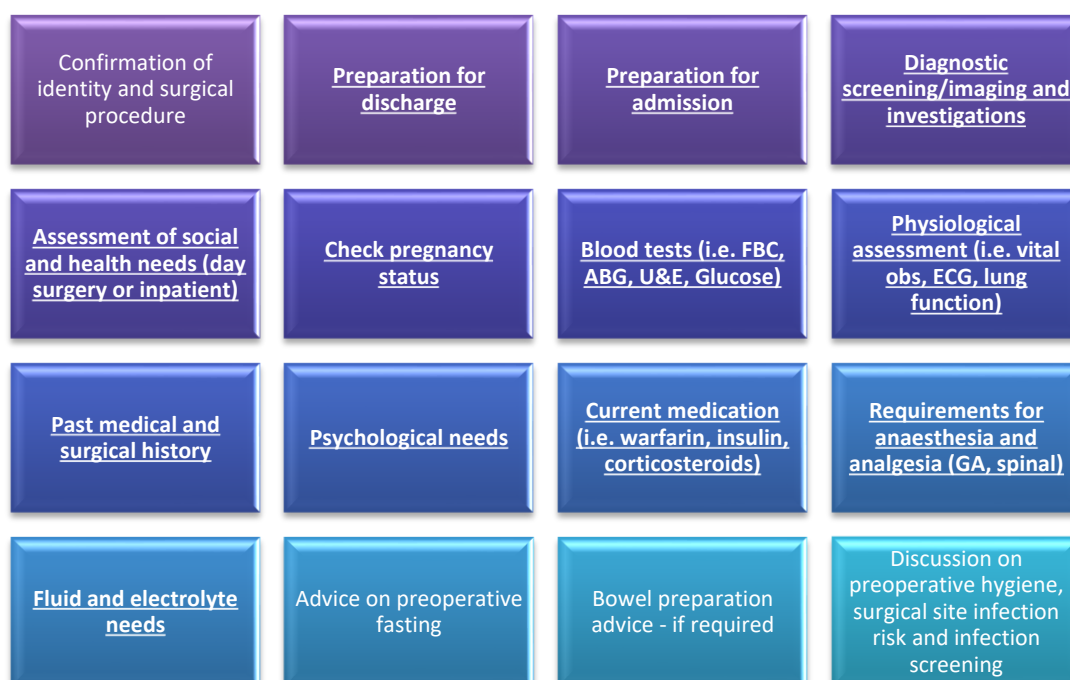 Confirmation of
identity and surgical
procedure
Preparation for
discharge
Preparation for
admission
Diagnostic
screening/imaging and
investigations
Assessment of social
and health needs (day
surgery or inpatient)
Check pregnancy
status
Blood tests (i.e. FBC,
ABG, U&E, Glucose)
Physiological
assessment (i.e. vital
obs, ECG, lung
function)
Past medical and
surgical history
Psychological needs
Current medication
(i.e. warfarin, insulin,
corticosteroids)
Requirements for
anaesthesia and
analgesia (GA, spinal)
Fluid and electrolyte
needs
Advice on preoperative
fasting
Bowel preparation
advice - if required
Discussion on
preoperative hygiene,
surgical site infection
risk and infection
screening